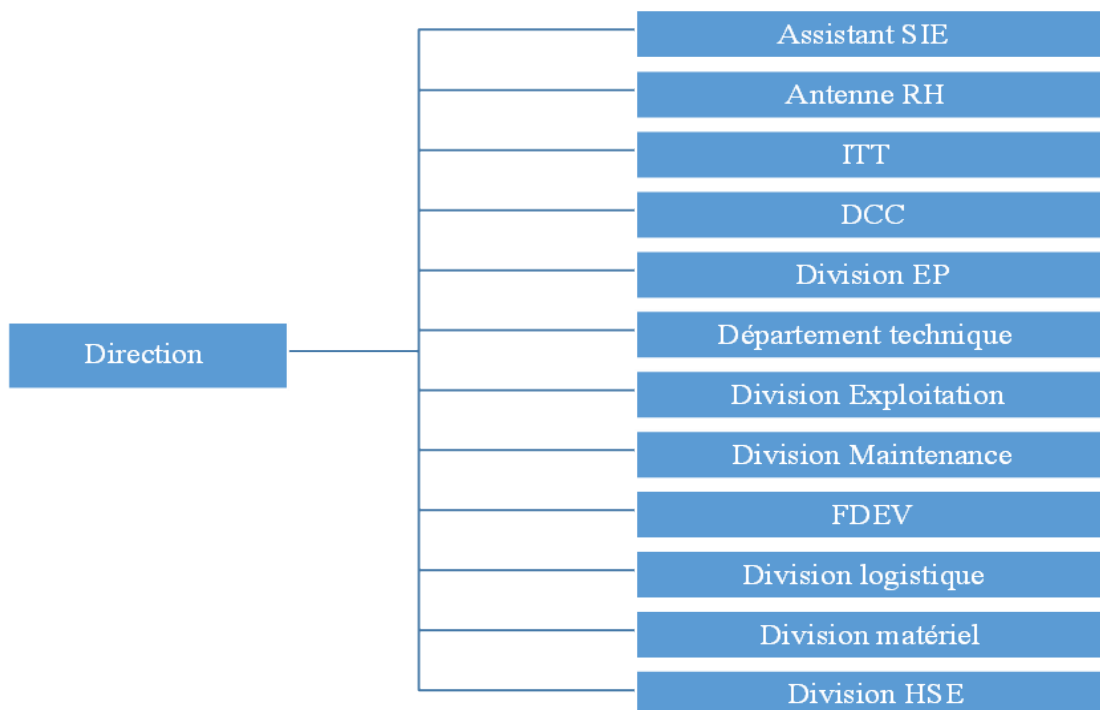 Assistant SIE
Antenne RH
ITT
DCC
Division EP
Direction
Département technique
Division Exploitation
Division Maintenance
FDEV
Division logistique
Division matériel
Division HSE